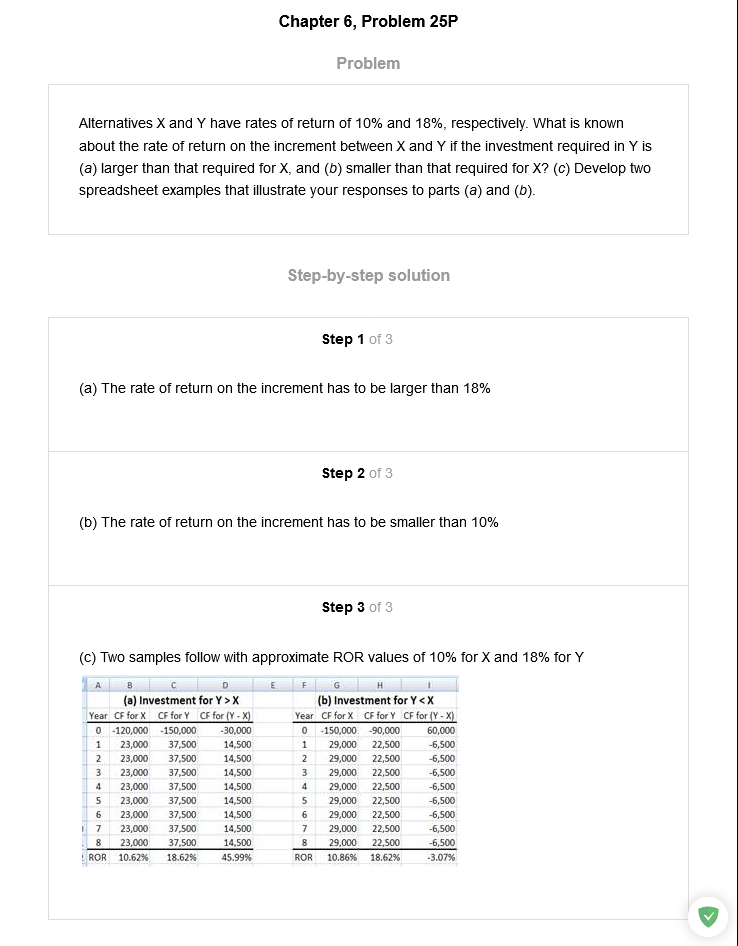 Chapter 6, Problem 25P
Problem
Alternatives X and Y have rates of return of 10% and 18%, respectively. What is known
about the rate of return on the increment between X and Y if the investment required in Y is
(a) larger than that required for X, and (b) smaller than that required for X? (c) Develop two
spreadsheet examples that illustrate your responses to parts (a) and (b).
Step-by-step solution
Step 1 of 3
(a) The rate of return on the increment has to be larger than 18%
Step 2 of 3
(b) The rate of return on the increment has to be smaller than 10%
Step 3 of 3
(c) Two samples follow with approximate ROR values of 10% for X and 18% for Y
A B C D E F G H I
(a) Investment for Y > X (b) Investment for Y < X
Year CF for X CF for Y CF for (Y - X) Year CF for X CF for Y CF for (Y - X)
0 -120,000 -150,000 -30,000 0 -150,000 -90,000 60,000
1 23,000 37,500 14,500 1 29,000 22,500 -6,500
2 23,000 37,500 14,500 2 29,000 22,500 -6,500
3 23,000 37,500 14,500 3 29,000 22,500 -6,500
4 23,000 37,500 14,500 4 29,000 22,500 -6,500
5 23,000 37,500 14,500 5 29,000 22,500 -6,500
6 23,000 37,500 14,500 6 29,000 22,500 -6,500
7 23,000 37,500 14,500 7 29,000 22,500 -6,500
8 23,000 37,500 14,500 8 29,000 22,500 -6,500
ROR 10.62% 18.62% 45.99% ROR 10.86% 18.62% -3.07%